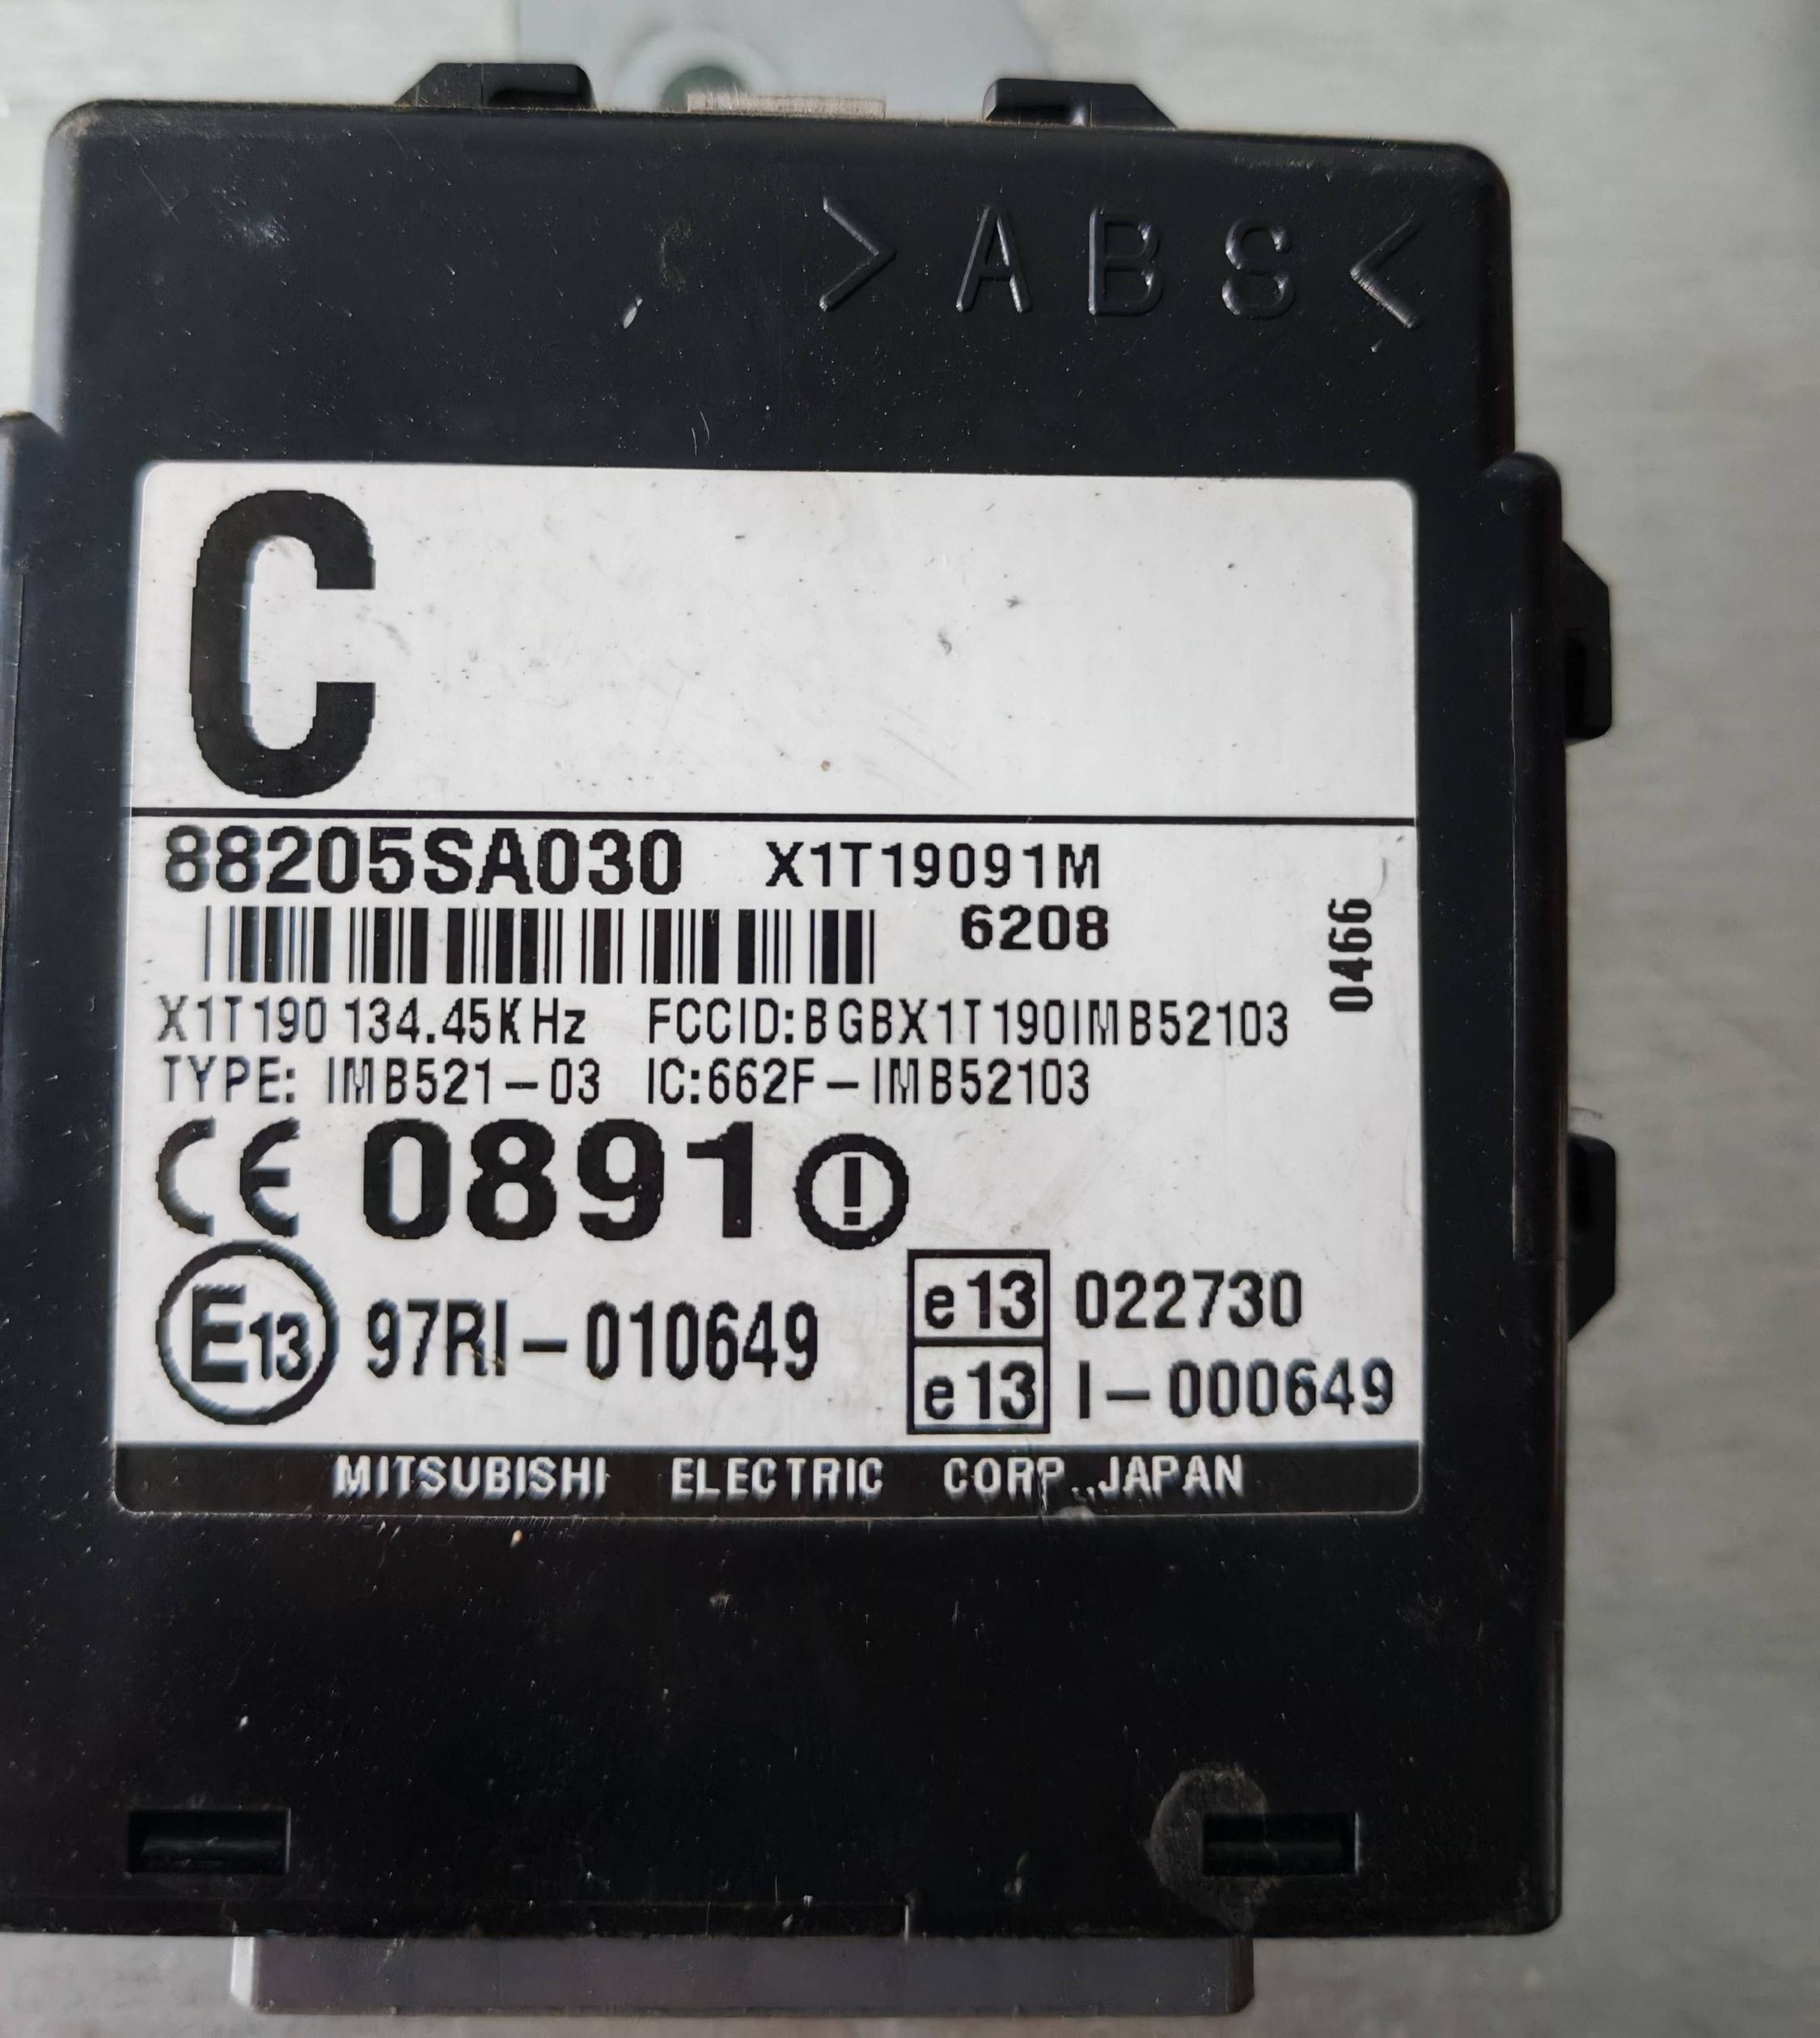 >ABS<
C
88205SA030 X1T19091M
6208
0466
X1T190 134.45KHz FCCID:BGBX1T190IMB52103
TYPE: IMB521-03 IC:662F-IMB52103
CE 0891 !
E13 97RI-010649
e13 022730
e13 I-000649
MITSUBISHI ELECTRIC CORP.,JAPAN